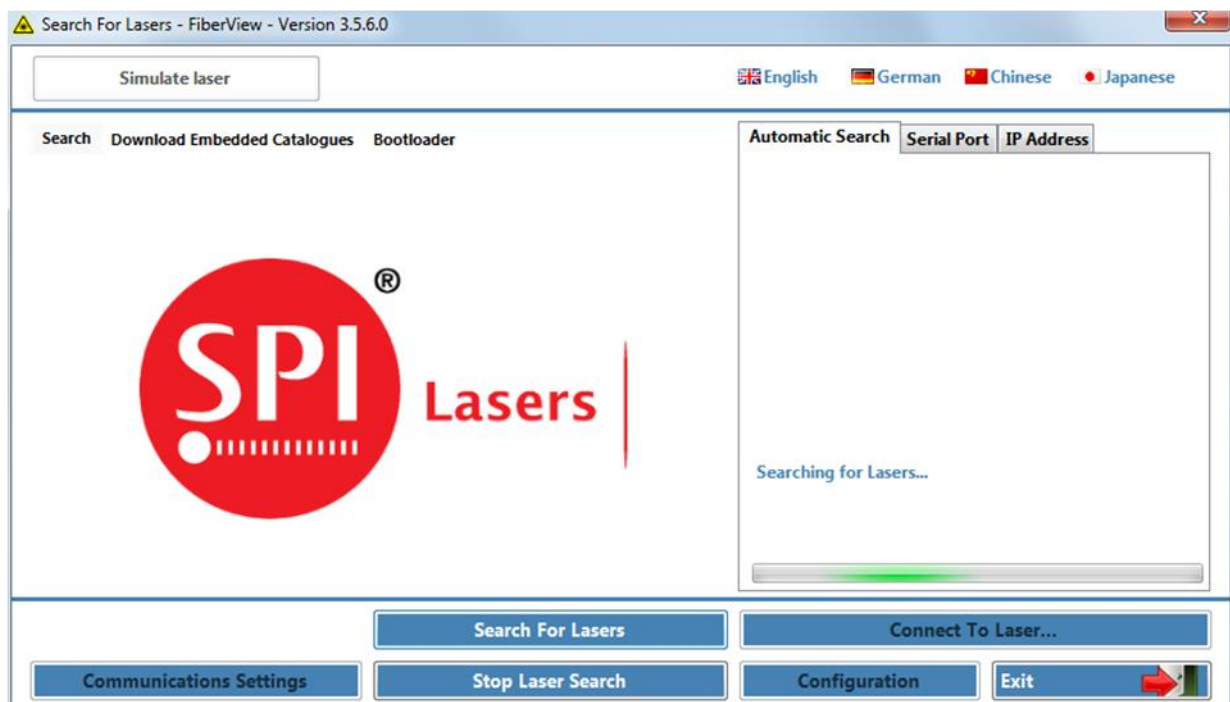 Search For Lasers - FiberView - Version 3.5.6.0
Simulate laser
English
German
Chinese
Japanese
Search
Download Embedded Catalogues
Bootloader
Automatic Search
Serial Port
IP Address
SPI
®
Lasers
Searching for Lasers...
Search For Lasers
Connect To Laser...
Communications Settings
Stop Laser Search
Configuration
Exit